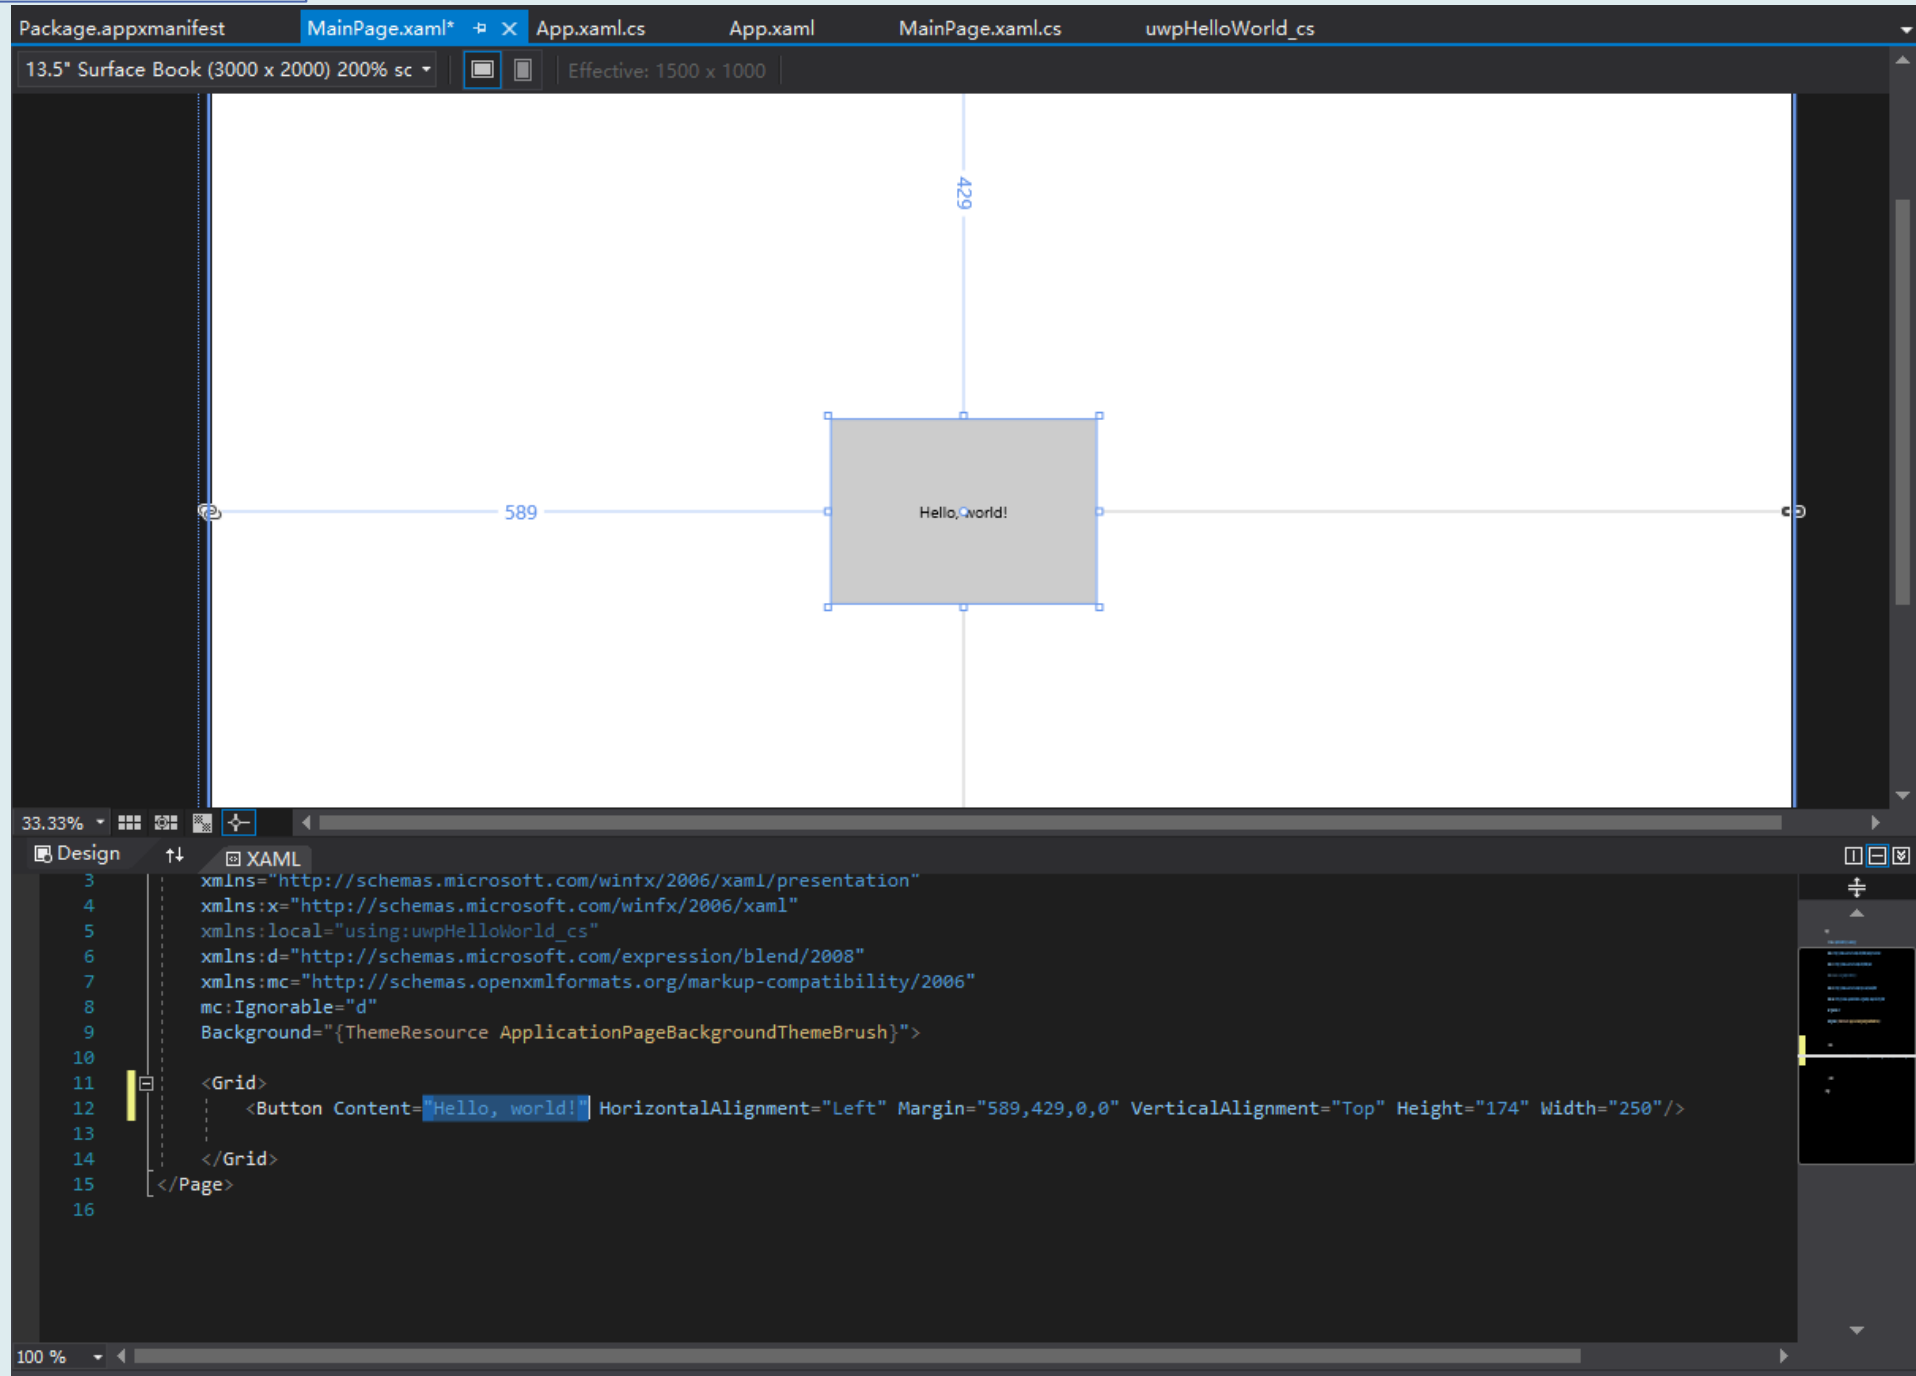 Package.appxmanifest MainPage.xaml* App.xaml.cs App.xaml MainPage.xaml.cs uwpHelloWorld_cs
13.5" Surface Book (3000 x 2000) 200% sc Effective: 1500 x 1000
429
589
Hello, world!
33.33%
Design XAML
3 xmlns="http://schemas.microsoft.com/winfx/2006/xaml/presentation"
4 xmlns:x="http://schemas.microsoft.com/winfx/2006/xaml"
5 xmlns:local="using:uwpHelloWorld_cs"
6 xmlns:d="http://schemas.microsoft.com/expression/blend/2008"
7 xmlns:mc="http://schemas.openxmlformats.org/markup-compatibility/2006"
8 mc:Ignorable="d"
9 Background="{ThemeResource ApplicationPageBackgroundThemeBrush}">
10
11 <Grid>
12 <Button Content="Hello, world!" HorizontalAlignment="Left" Margin="589,429,0,0" VerticalAlignment="Top" Height="174" Width="250"/>
13
14 </Grid>
15 </Page>
16
100 %